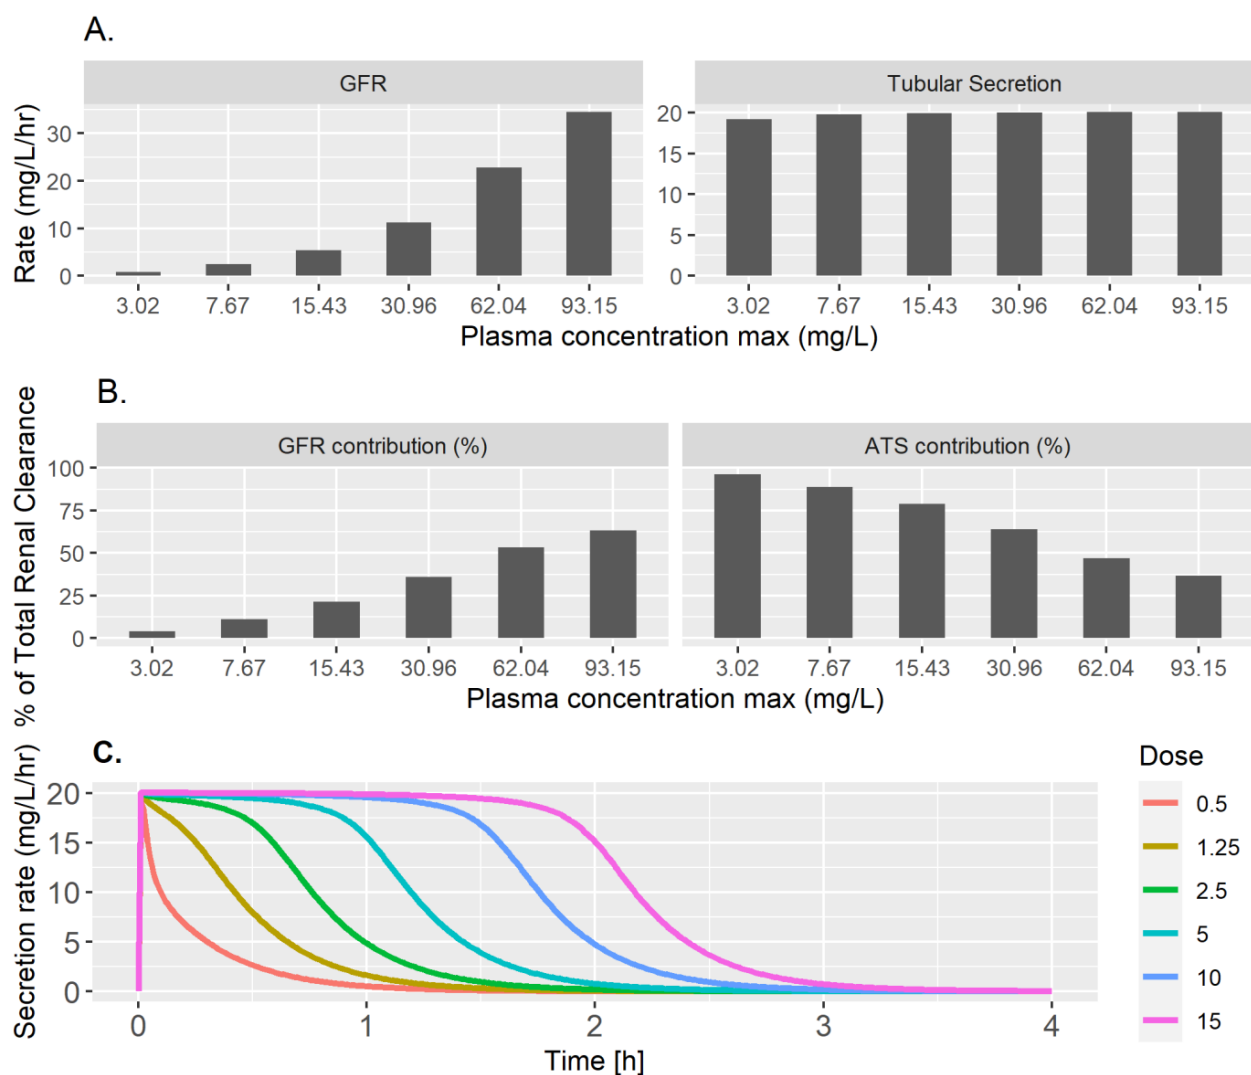 A.
GFR
Tubular Secretion
Rate (mg/L/hr)
30
20
10
0
20
15
10
5
0
3.02 7.67 15.43 30.96 62.04 93.15
3.02 7.67 15.43 30.96 62.04 93.15
Plasma concentration max (mg/L)
B.
GFR contribution (%)
ATS contribution (%)
% of Total Renal Clearance
100
75
50
25
0
3.02 7.67 15.43 30.96 62.04 93.15
3.02 7.67 15.43 30.96 62.04 93.15
Plasma concentration max (mg/L)
C.
Secretion rate (mg/L/hr)
20
15
10
5
0
0 1 2 3 4
Time [h]
Dose
0.5
1.25
2.5
5
10
15